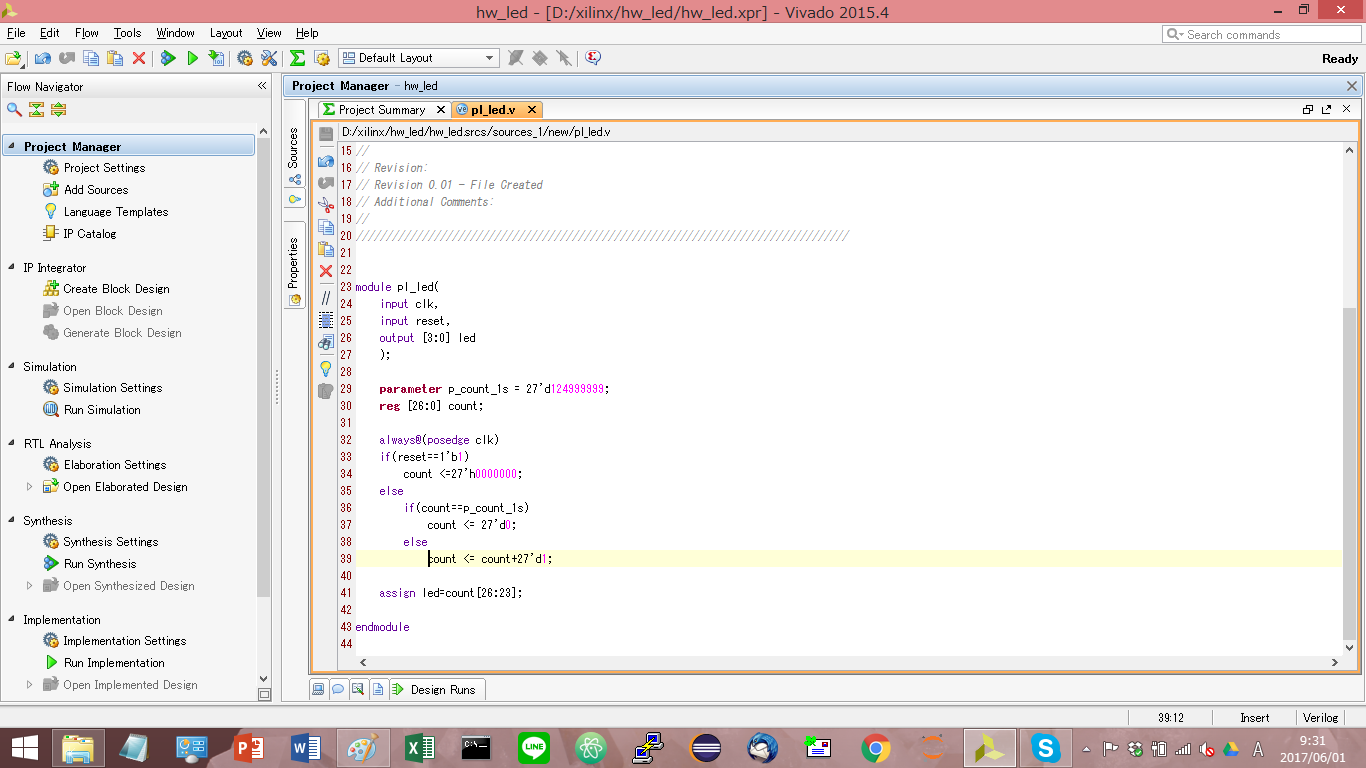 hw_led - [D:/xilinx/hw_led/hw_led.xpr] - Vivado 2015.4
File Edit Flow Tools Window Layout View Help
Search commands
Default Layout
Ready
Flow Navigator
Project Manager
Project Settings
Add Sources
Language Templates
IP Catalog
IP Integrator
Create Block Design
Open Block Design
Generate Block Design
Simulation
Simulation Settings
Run Simulation
RTL Analysis
Elaboration Settings
Open Elaborated Design
Synthesis
Synthesis Settings
Run Synthesis
Open Synthesized Design
Implementation
Implementation Settings
Run Implementation
Open Implemented Design
Project Manager - hw_led
Sources
Properties
Project Summary
pl_led.v
D:/xilinx/hw_led/hw_led.srcs/sources_1/new/pl_led.v
15 //
16 // Revision:
17 // Revision 0.01 - File Created
18 // Additional Comments:
19 //
20 //////////////////////////////////////////////////////////////////////////////////
21
22
23 module pl_led(
24 input clk,
25 input reset,
26 output [3:0] led
27 );
28
29 parameter p_count_1s = 27'd124999999;
30 reg [26:0] count;
31
32 always@(posedge clk)
33 if(reset==1'b1)
34 count <=27'h0000000;
35 else
36 if(count==p_count_1s)
37 count <= 27'd0;
38 else
39 count <= count+27'd1;
40
41 assign led=count[26:23];
42
43 endmodule
44
Design Runs
39:12
Insert
Verilog
LINE
A
9:31
2017/06/01